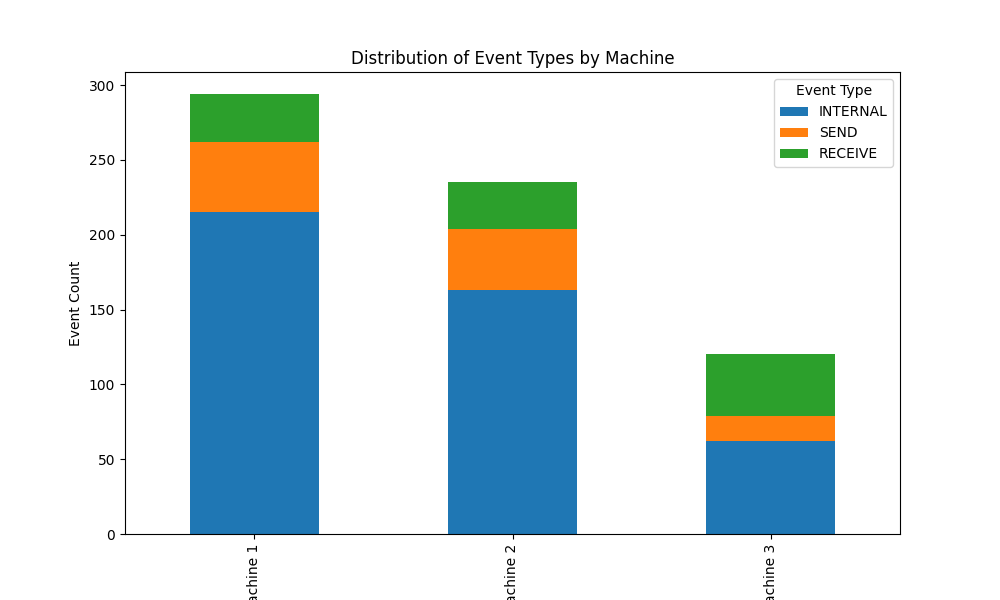 Distribution of Event Types by Machine
Event Type
INTERNAL
SEND
RECEIVE
Event Count
300
250
200
150
100
50
0
achine 1
achine 2
achine 3